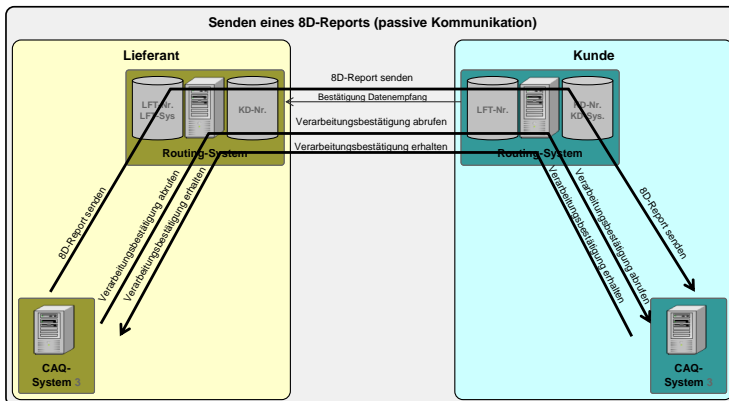 Senden eines 8D-Reports (passive Kommunikation)
Lieferant
Kunde
8D-Report senden
LFT-Nr.
LFT-Sys
KD-Nr.
Bestätigung Datenempfang
LFT-Nr.
KD-Nr.
KD-Sys.
Verarbeitungsbestätigung abrufen
Routing-System
Verarbeitungsbestätigung erhalten
Routing-System
8D-Report senden
Verarbeitungsbestätigung abrufen
Verarbeitungsbestätigung erhalten
Verarbeitungsbestätigung erhalten
Verarbeitungsbestätigung abrufen
8D-Report senden
CAQ-
System 3
CAQ-
System 3